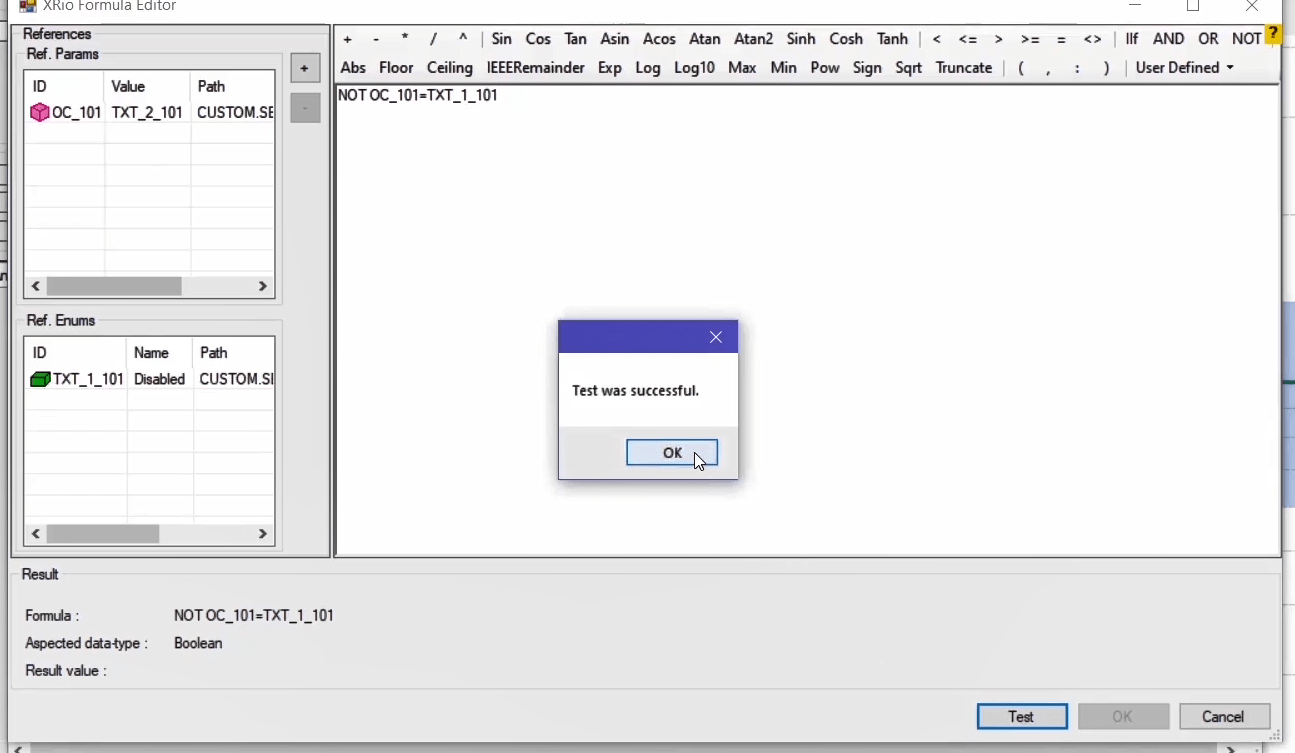 XRio Formula Editor
References
Ref. Params
ID Value Path
OC_101 TXT_2_101 CUSTOM.SE
+
-
Ref. Enums
ID Name Path
TXT_1_101 Disabled CUSTOM.SI
+ - * / ^ Sin Cos Tan Asin Acos Atan Atan2 Sinh Cosh Tanh < <= > >= = <> IIf AND OR NOT ?
Abs Floor Ceiling IEEERemainder Exp Log Log10 Max Min Pow Sign Sqrt Truncate ( , : ) User Defined
NOT OC_101=TXT_1_101
Test was successful.
OK
Result
Formula : NOT OC_101=TXT_1_101
Aspected data-type : Boolean
Result value :
Test OK Cancel